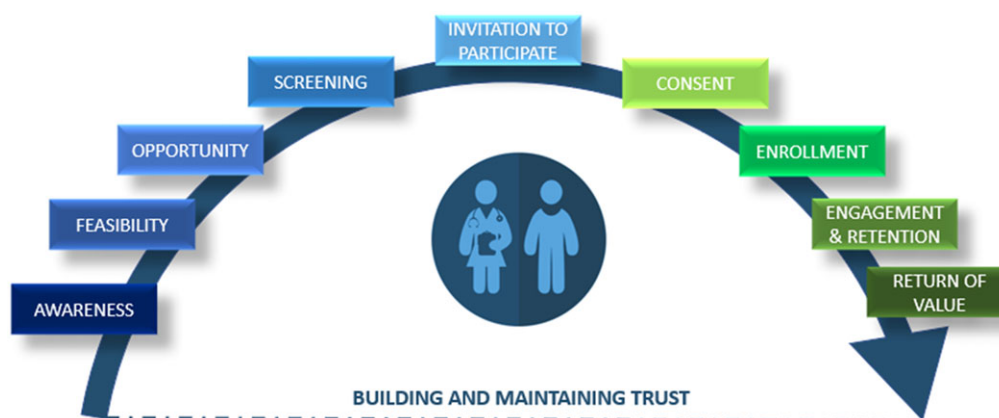 AWARENESS
FEASIBILITY
OPPORTUNITY
SCREENING
INVITATION TO
PARTICIPATE
CONSENT
ENROLLMENT
ENGAGEMENT
& RETENTION
RETURN OF
VALUE
BUILDING AND MAINTAINING TRUST